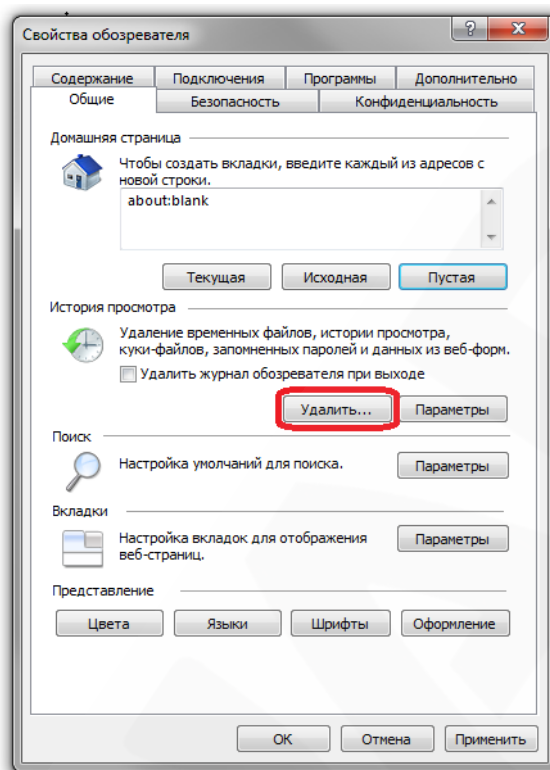 Свойства обозревателя
Содержание Подключения Программы Дополнительно
Общие Безопасность Конфиденциальность
Домашняя страница
Чтобы создать вкладки, введите каждый из адресов с
новой строки.
about:blank
Текущая Исходная Пустая
История просмотра
Удаление временных файлов, истории просмотра,
куки-файлов, запомненных паролей и данных из веб-форм.
Удалить журнал обозревателя при выходе
Удалить... Параметры
Поиск
Настройка умолчаний для поиска. Параметры
Вкладки
Настройка вкладок для отображения
веб-страниц.
Параметры
Представление
Цвета Языки Шрифты Оформление
ОК Отмена Применить